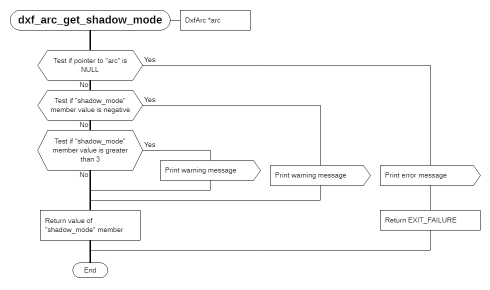 dxf_arc_get_shadow_mode
DxfArc *arc
Test if pointer to "arc" is
NULL
Yes
No
Test if "shadow_mode"
member value is negative
Yes
No
Test if "shadow_mode"
member value is greater
than 3
Yes
No
Print warning message
Print warning message
Print error message
Return value of
"shadow_mode" member
Return EXIT_FAILURE
End